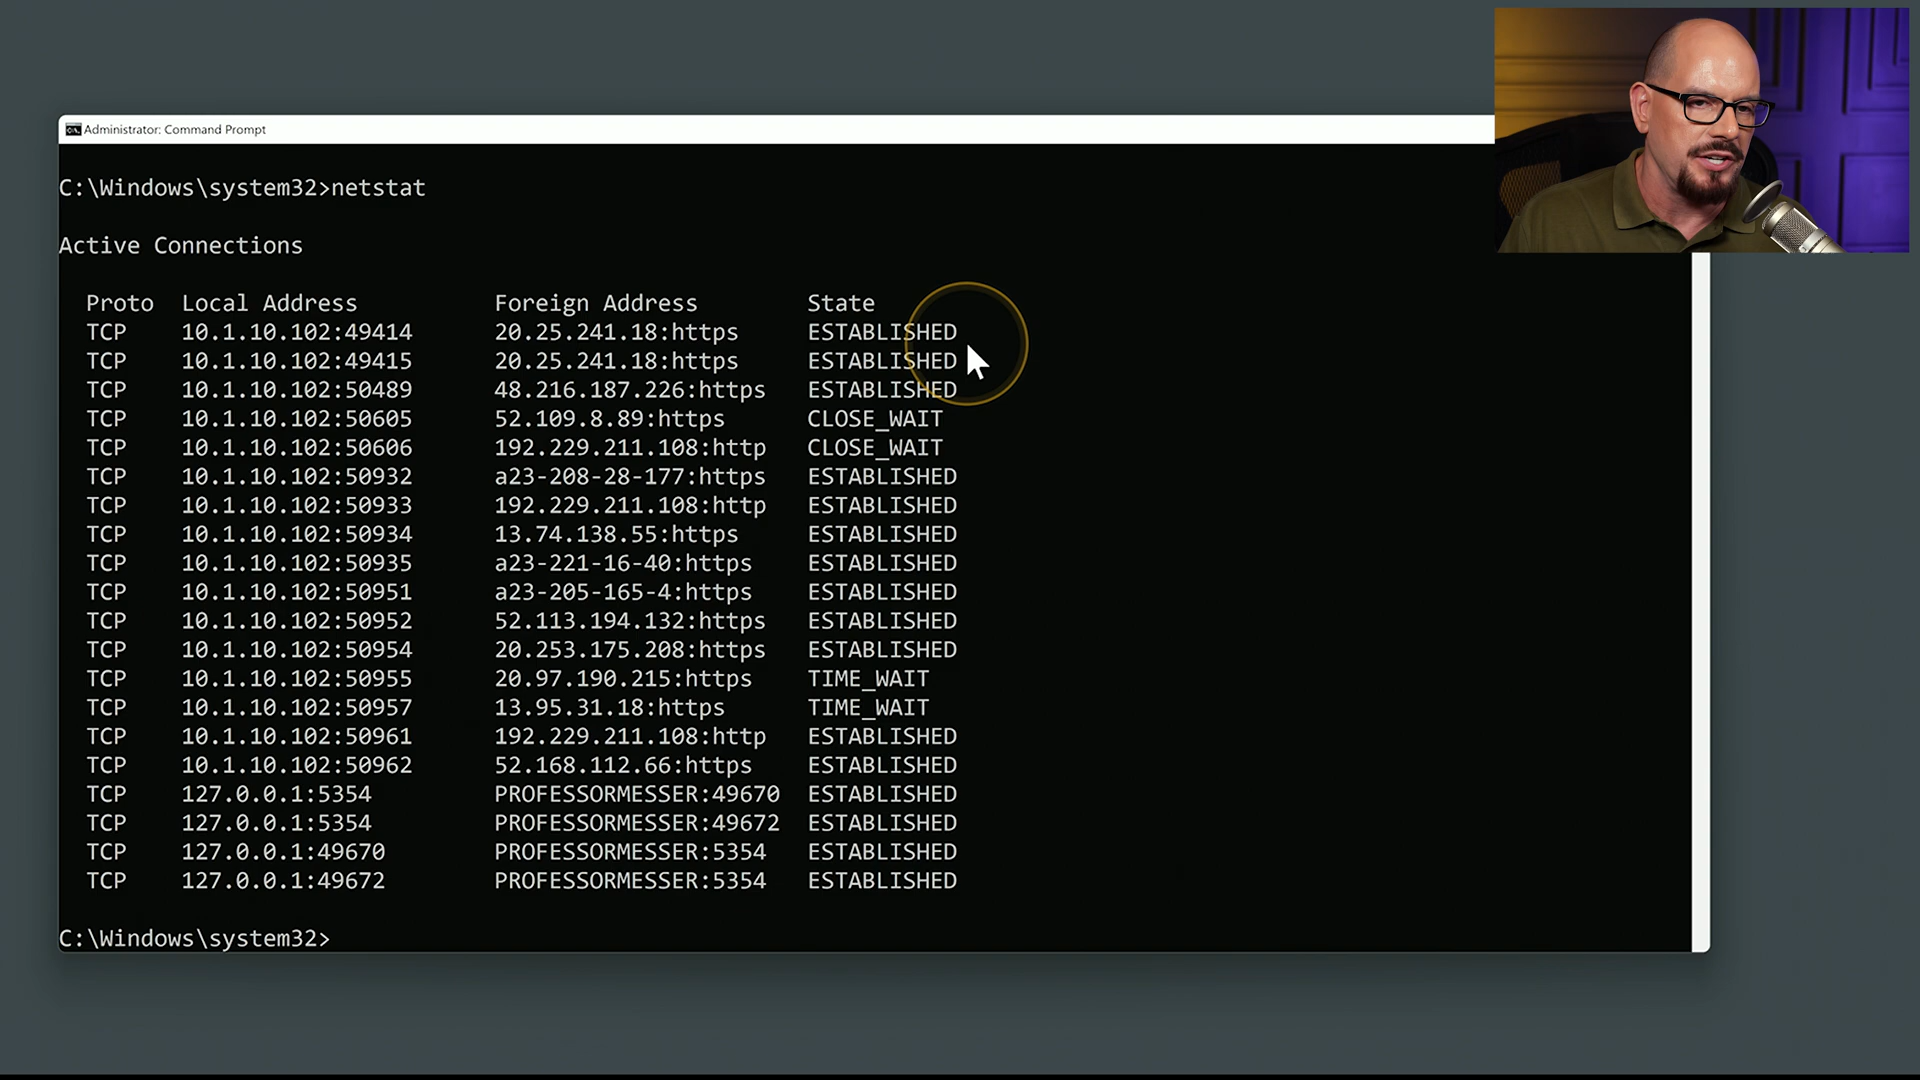 Administrator: Command Prompt
C:\Windows\system32>netstat
Active Connections
Proto Local Address Foreign Address State
TCP 10.1.10.102:49414 20.25.241.18:https ESTABLISHED
TCP 10.1.10.102:49415 20.25.241.18:https ESTABLISHED
TCP 10.1.10.102:50489 48.216.187.226:https ESTABLISHED
TCP 10.1.10.102:50605 52.109.8.89:https CLOSE_WAIT
TCP 10.1.10.102:50606 192.229.211.108:http CLOSE_WAIT
TCP 10.1.10.102:50932 a23-208-28-177:https ESTABLISHED
TCP 10.1.10.102:50933 192.229.211.108:http ESTABLISHED
TCP 10.1.10.102:50934 13.74.138.55:https ESTABLISHED
TCP 10.1.10.102:50935 a23-221-16-40:https ESTABLISHED
TCP 10.1.10.102:50951 a23-205-165-4:https ESTABLISHED
TCP 10.1.10.102:50952 52.113.194.132:https ESTABLISHED
TCP 10.1.10.102:50954 20.253.175.208:https ESTABLISHED
TCP 10.1.10.102:50955 20.97.190.215:https TIME_WAIT
TCP 10.1.10.102:50957 13.95.31.18:https TIME_WAIT
TCP 10.1.10.102:50961 192.229.211.108:http ESTABLISHED
TCP 10.1.10.102:50962 52.168.112.66:https ESTABLISHED
TCP 127.0.0.1:5354 PROFESSORMESSER:49670 ESTABLISHED
TCP 127.0.0.1:5354 PROFESSORMESSER:49672 ESTABLISHED
TCP 127.0.0.1:49670 PROFESSORMESSER:5354 ESTABLISHED
TCP 127.0.0.1:49672 PROFESSORMESSER:5354 ESTABLISHED
C:\Windows\system32>